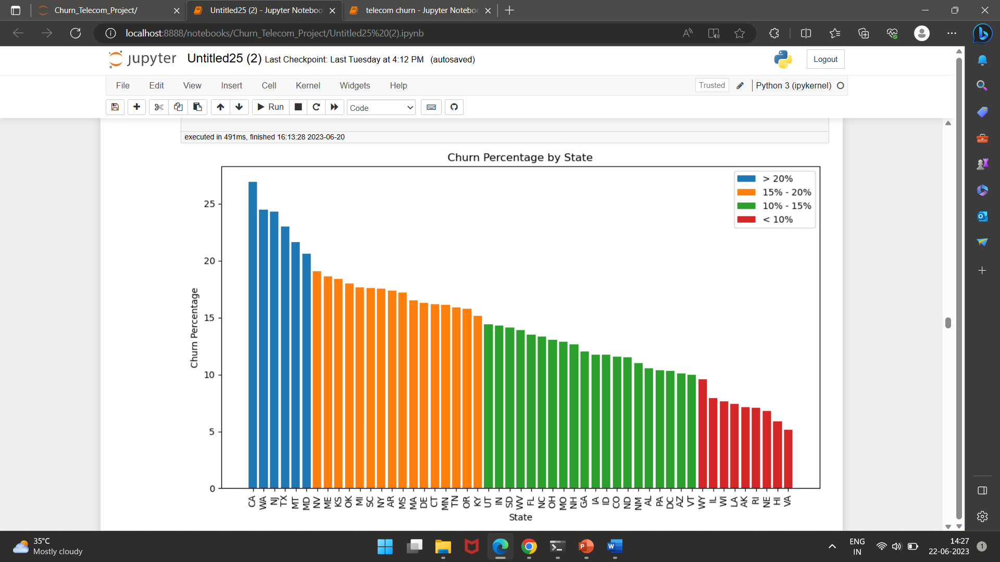 Churn_Telecom_Project/
Untitled25 (2) - Jupyter Noteboo
telecom churn - Jupyter Noteboo
localhost:8888/notebooks/Churn_Telecom_Project/Untitled25%20(2).ipynb
jupyter Untitled25 (2) Last Checkpoint: Last Tuesday at 4:12 PM (autosaved)
Logout
File Edit View Insert Cell Kernel Widgets Help
Trusted
Python 3 (ipykernel)
Run
Code
executed in 491ms, finished 16:13:28 2023-06-20
Churn Percentage by State
> 20%
15% - 20%
10% - 15%
< 10%
Churn Percentage
25
20
15
10
5
0
CA WA NJ TX MT MD NV ME KS OK MI SC NY AR MS MA DE CT MN TN OR KY UT IN SD WV FL NC OH MO NH GA IA ID CO ND NM AL PA DC AZ VT WY IL WI LA AK RI NE HI VA
State
35°C
Mostly cloudy
ENG
IN
14:27
22-06-2023
1